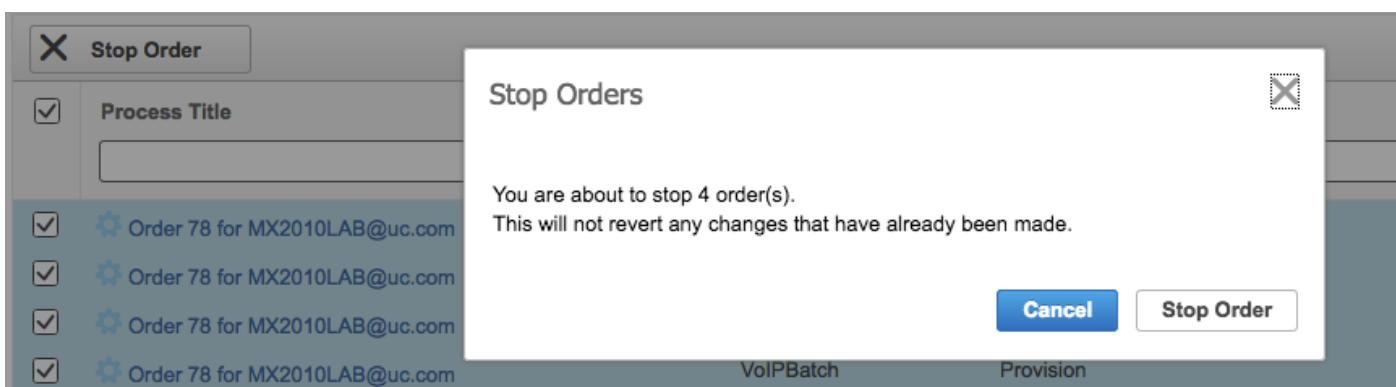 Stop Order
Process Title
Stop Orders
You are about to stop 4 order(s).
This will not revert any changes that have already been made.
Cancel
Stop Order
Order 78 for MX2010LAB@uc.com
Order 78 for MX2010LAB@uc.com
Order 78 for MX2010LAB@uc.com
Order 78 for MX2010LAB@uc.com VoIPBatch Provision